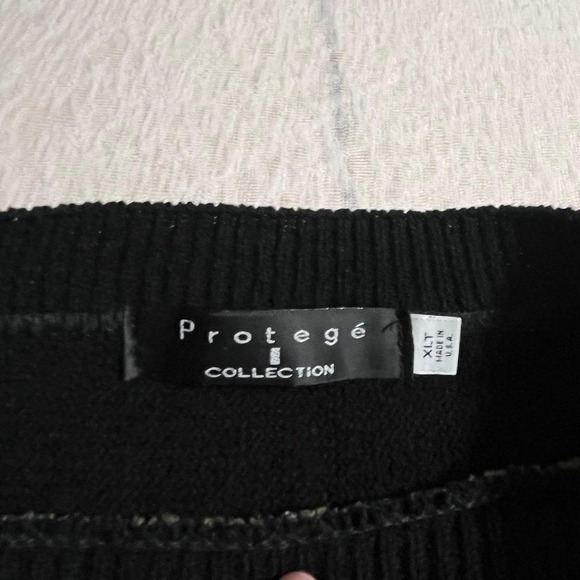 Protegé
COLLECTION
XLT
MADE IN
U.S.A.